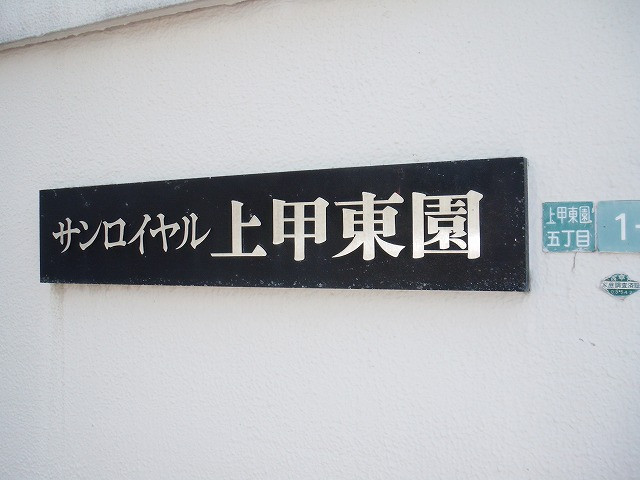 サンロイヤル 上甲東園
上甲東園
五丁目
1-